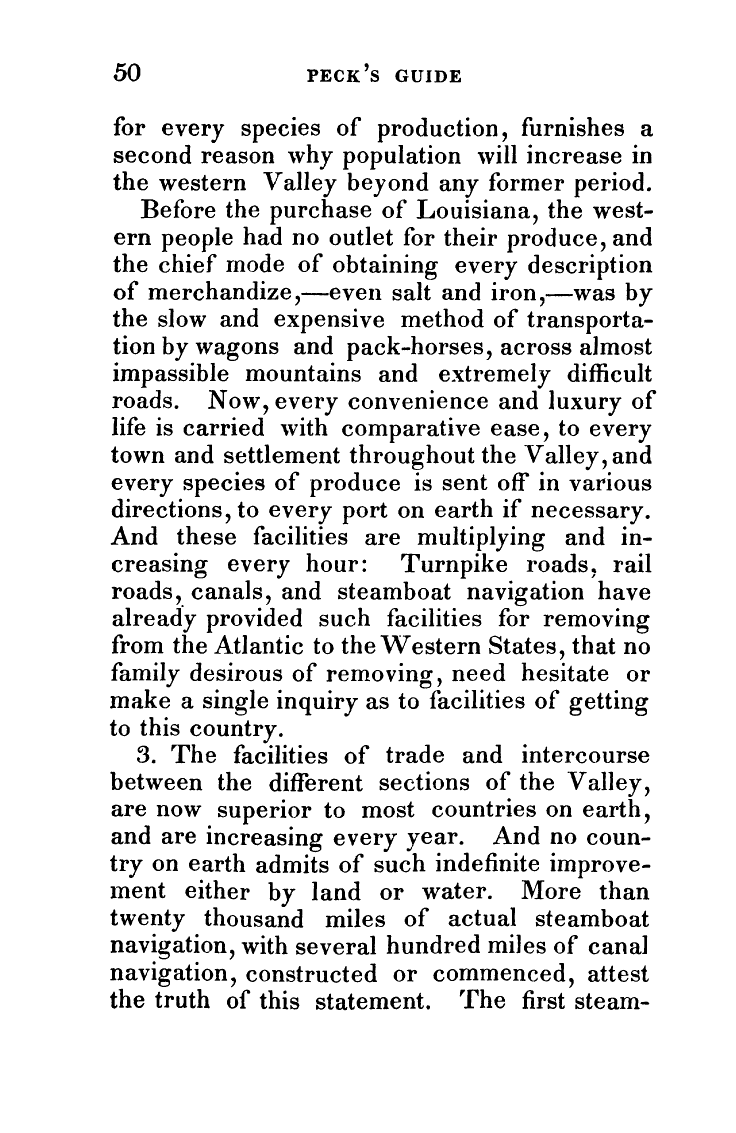 50 PECK'S GUIDE
for every species of production, furnishes a
second reason why population will increase in
the western Valley beyond any former period.
Before the purchase of Louisiana, the west-
ern people had no outlet for their produce, and
the chief mode of obtaining every description
of merchandize,—even salt and iron,—was by
the slow and expensive method of transporta-
tion by wagons and pack-horses, across almost
impassible mountains and extremely difficult
roads. Now, every convenience and luxury of
life is carried with comparative ease, to every
town and settlement throughout the Valley, and
every species of produce is sent off in various
directions, to every port on earth if necessary.
And these facilities are multiplying and in-
creasing every hour: Turnpike roads, rail
roads, canals, and steamboat navigation have
already provided such facilities for removing
from the Atlantic to the Western States, that no
family desirous of removing, need hesitate or
make a single inquiry as to facilities of getting
to this country.
3. The facilities of trade and intercourse
between the different sections of the Valley,
are now superior to most countries on earth,
and are increasing every year. And no coun-
try on earth admits of such indefinite improve-
ment either by land or water. More than
twenty thousand miles of actual steamboat
navigation, with several hundred miles of canal
navigation, constructed or commenced, attest
the truth of this statement. The first steam-